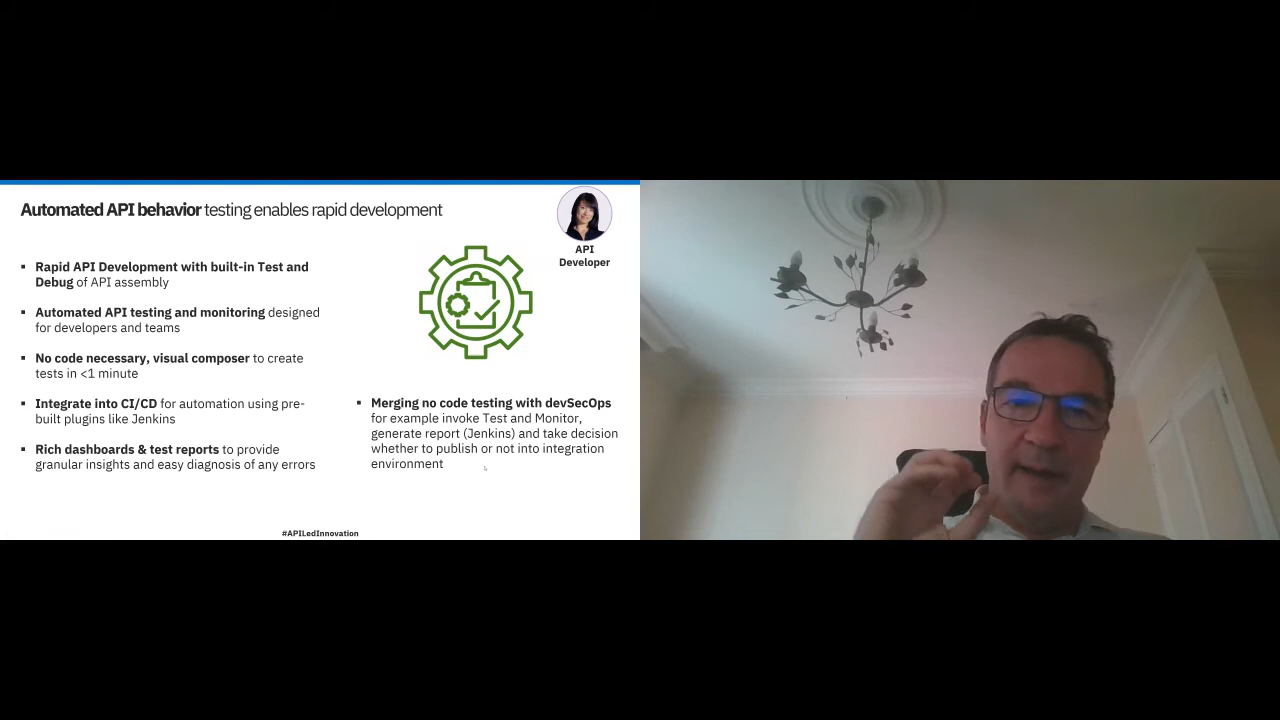 Automated API behavior testing enables rapid development
API
Developer
▪ Rapid API Development with built-in Test and
Debug of API assembly
▪ Automated API testing and monitoring designed
for developers and teams
▪ No code necessary, visual composer to create
tests in <1 minute
▪ Integrate into CI/CD for automation using pre-
built plugins like Jenkins
▪ Rich dashboards & test reports to provide
granular insights and easy diagnosis of any errors
▪ Merging no code testing with devSecOps
for example invoke Test and Monitor,
generate report (Jenkins) and take decision
whether to publish or not into integration
environment
#APILedInnovation